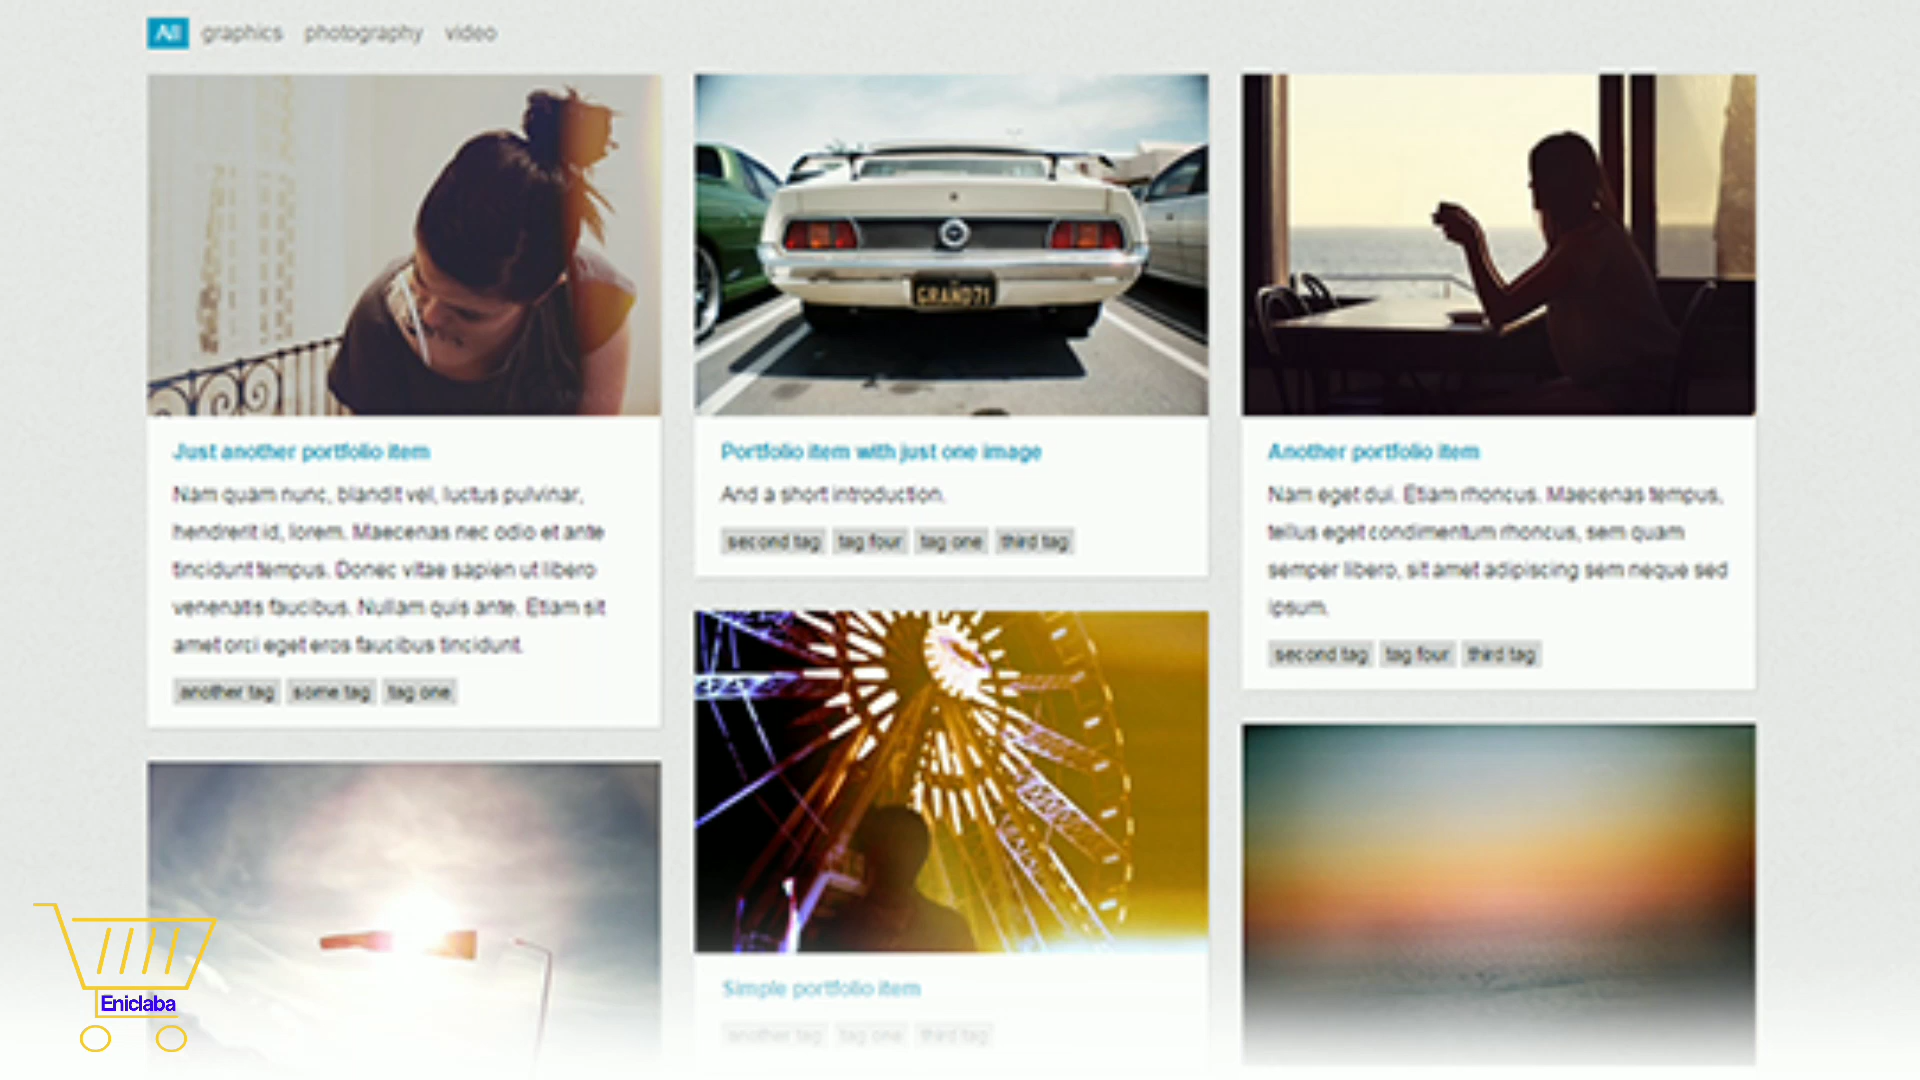 All graphics photography video
GRAND71
Just another portfolio item
Nam quam nunc, blandit vel, luctus pulvinar,
hendrerit id, lorem. Maecenas nec odio et ante
tincidunt tempus. Donec vitae sapien ut libero
venenatis faucibus. Nullam quis ante. Etiam sit
amet orci eget eros faucibus tincidunt.
another tag some tag tag one
Portfolio item with just one image
And a short introduction.
second tag tag four tag one third tag
Another portfolio item
Nam eget dui. Etiam rhoncus. Maecenas tempus,
tellus eget condimentum rhoncus, sem quam
semper libero, sit amet adipiscing sem neque sed
ipsum.
second tag tag four third tag
Simple portfolio item
another tag tag one third tag
Eniclaba